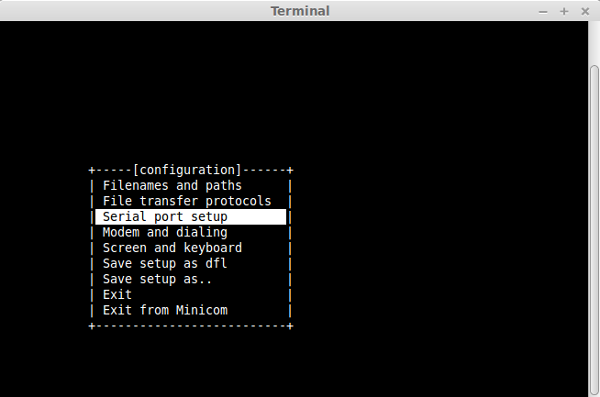 Terminal
+-----[configuration]------+
| Filenames and paths      |
| File transfer protocols  |
| Serial port setup        |
| Modem and dialing        |
| Screen and keyboard      |
| Save setup as dfl        |
| Save setup as..          |
| Exit                     |
| Exit from Minicom        |
+--------------------------+